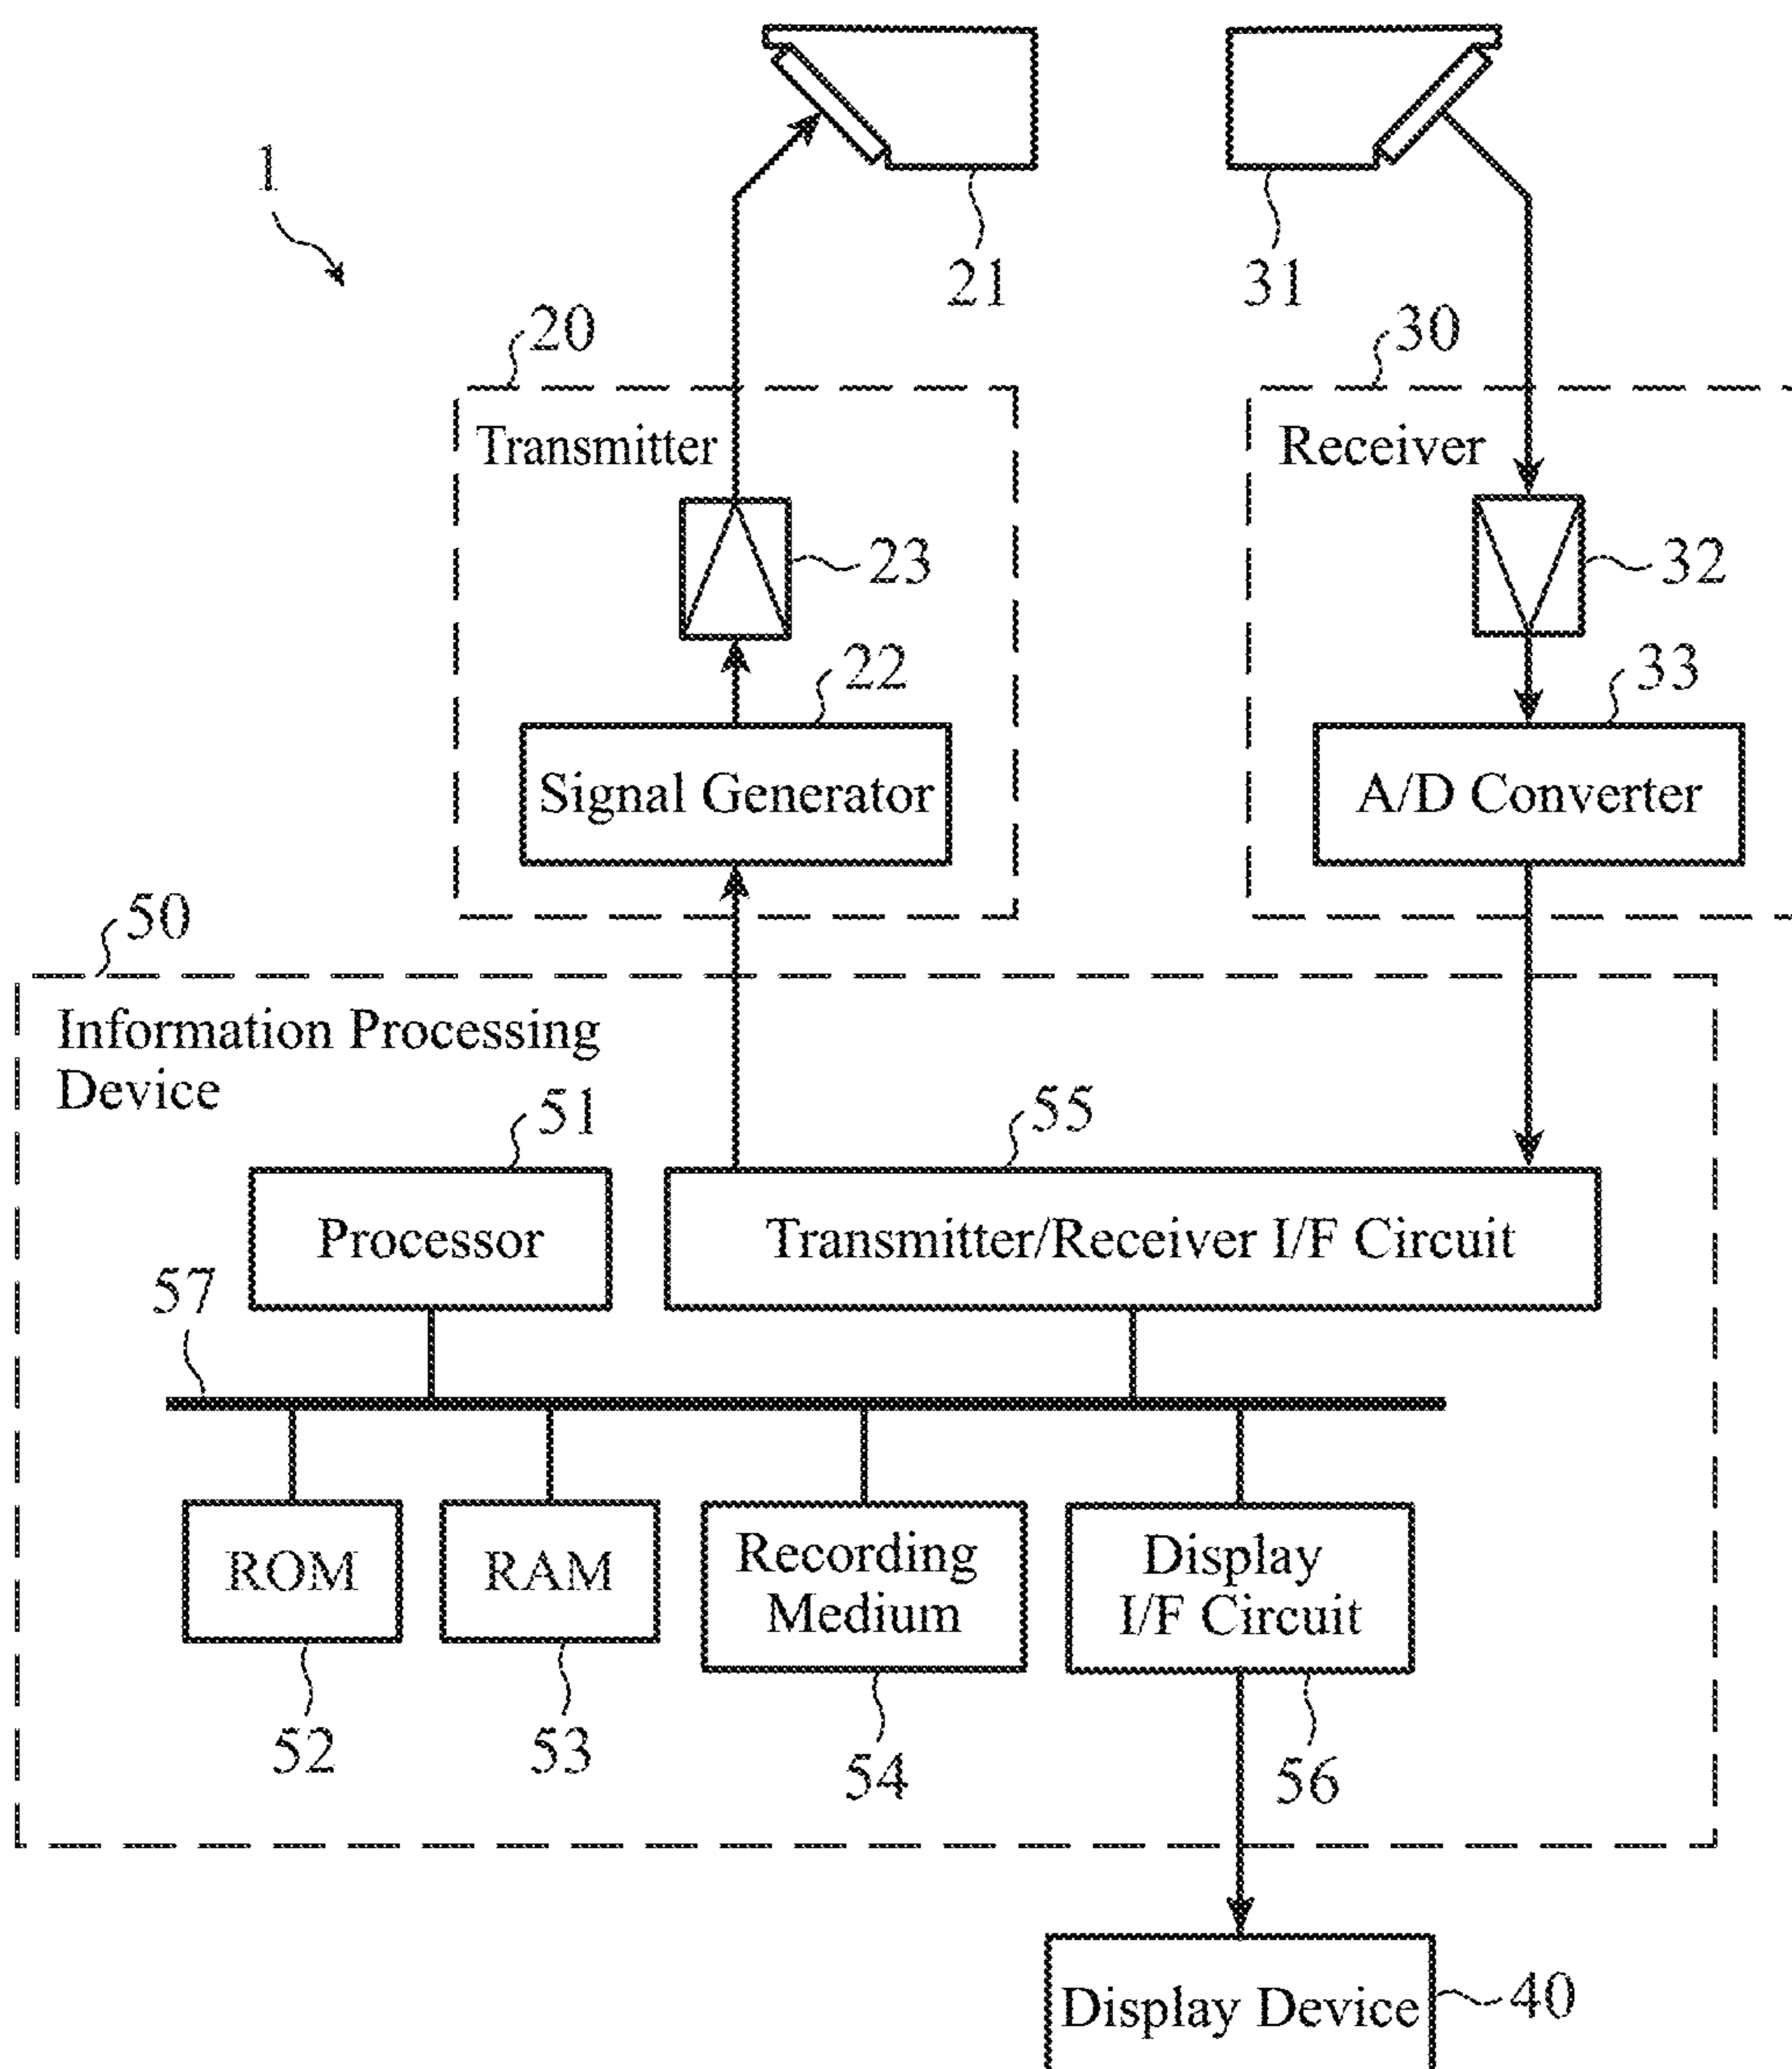 1
21
31
20
30
Transmitter
Receiver
23
32
22
33
Signal Generator
A/D Converter
50
Information Processing
Device
51
55
Processor
Transmitter/Receiver I/F Circuit
57
ROM
RAM
Recording
Medium
Display
I/F Circuit
52
53
54
56
Display Device
40